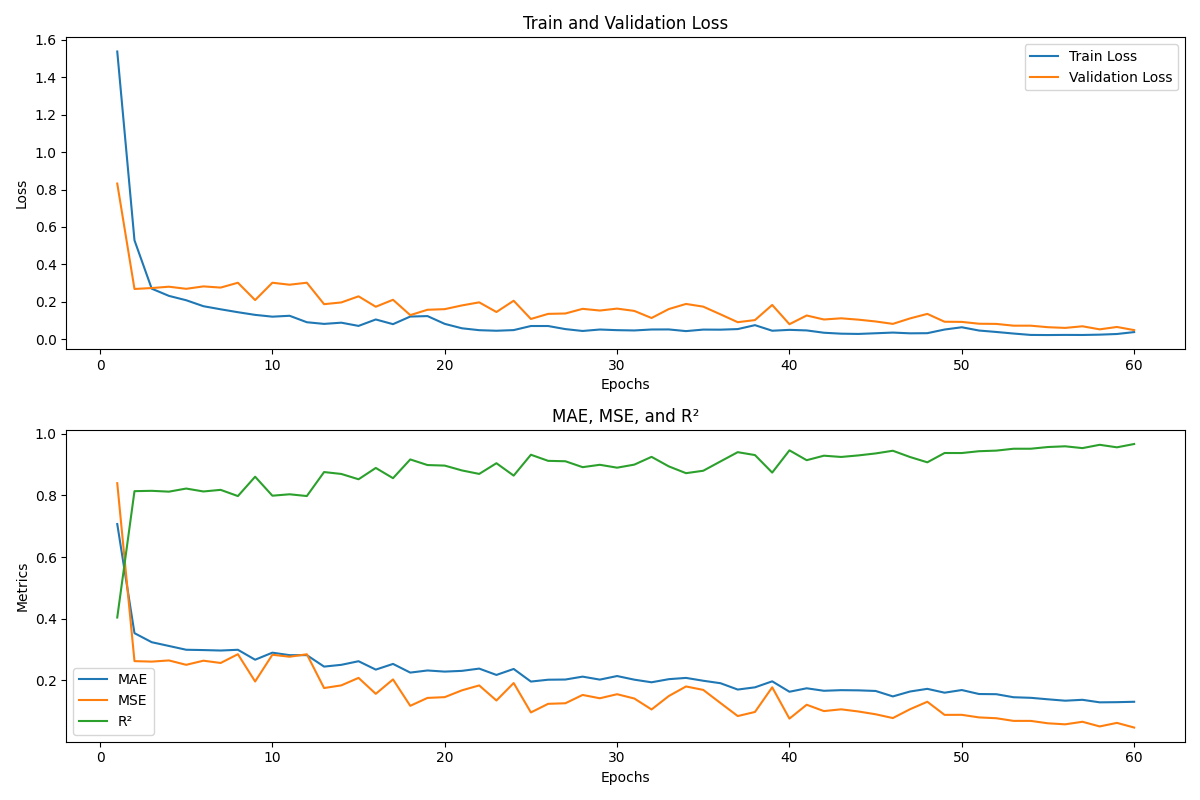 Train and Validation Loss
1.6
1.4
1.2
1.0
0.8
0.6
0.4
0.2
0.0
Loss
Train Loss
Validation Loss
0 10 20 30 40 50 60
Epochs
MAE, MSE, and R²
1.0
0.8
0.6
0.4
0.2
Metrics
MAE
MSE
R²
0 10 20 30 40 50 60
Epochs